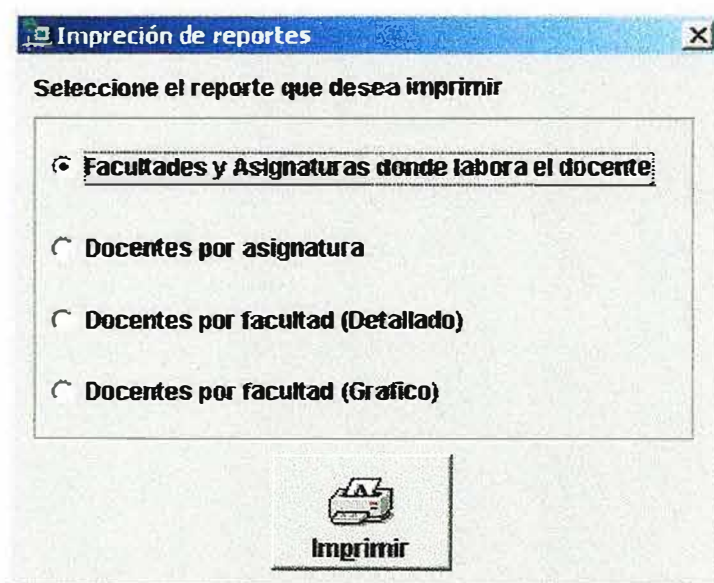 Impreción de reportes
Seleccione el reporte que desea imprimir
Facultades y Asignaturas donde labora el docente
Docentes por asignatura
Docentes por facultad (Detallado)
Docentes por facultad (Grafico)
Imprimir